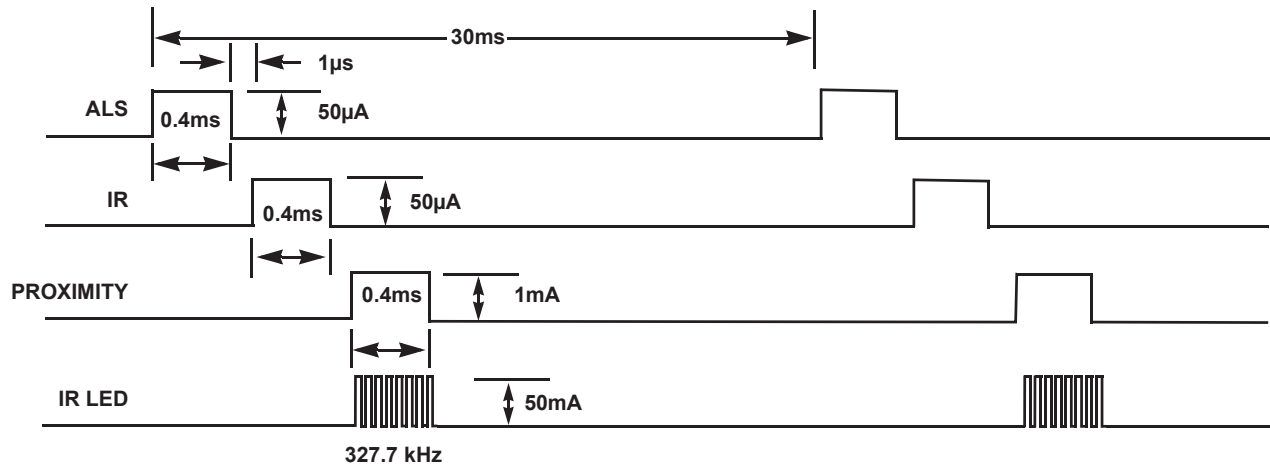 30ms
1µs
ALS
0.4ms
50µA
IR
0.4ms
50µA
PROXIMITY
0.4ms
1mA
IR LED
50mA
327.7 kHz